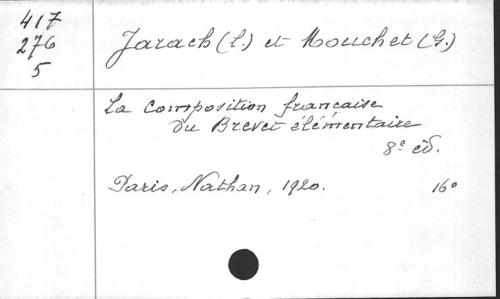 417
276
5
Jarach (L.) et Mouchet (G.)
La composition française
du Brevet élémentaire
8e éd.
Paris, Nathan, 1920. 16°